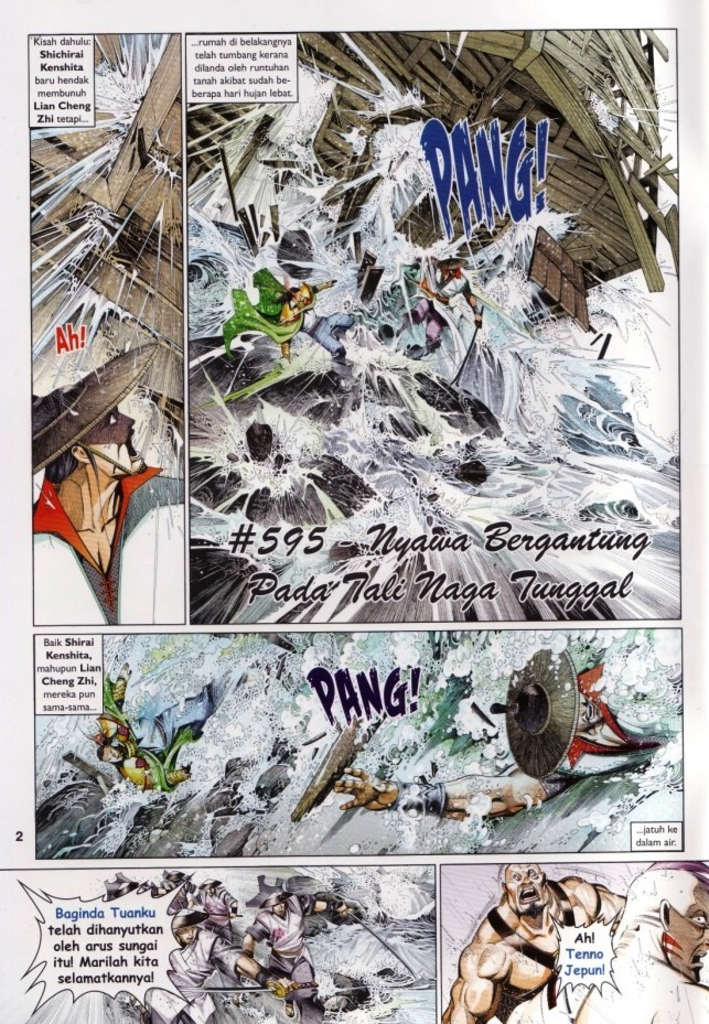 Kisah dahulu:
Shichirai
Kenshita
baru hendak
membunuh
Lian Cheng
Zhi tetapi...
...rumah di belakangnya
telah tumbang kerana
dilanda oleh runtuhan
tanah akibat sudah be-
berapa hari hujan lebat.
PANG!
Ah!
#595 - Nyawa Bergantung
Pada Tali Naga Tunggal
Baik Shirai
Kenshita,
mahupun Lian
Cheng Zhi,
mereka pun
sama-sama...
PANG!
...jatuh ke
dalam air.
2
Baginda Tuanku
telah dihanyutkan
oleh arus sungai
itu! Marilah kita
selamatkannya!
Ah!
Tenno
Jepun!